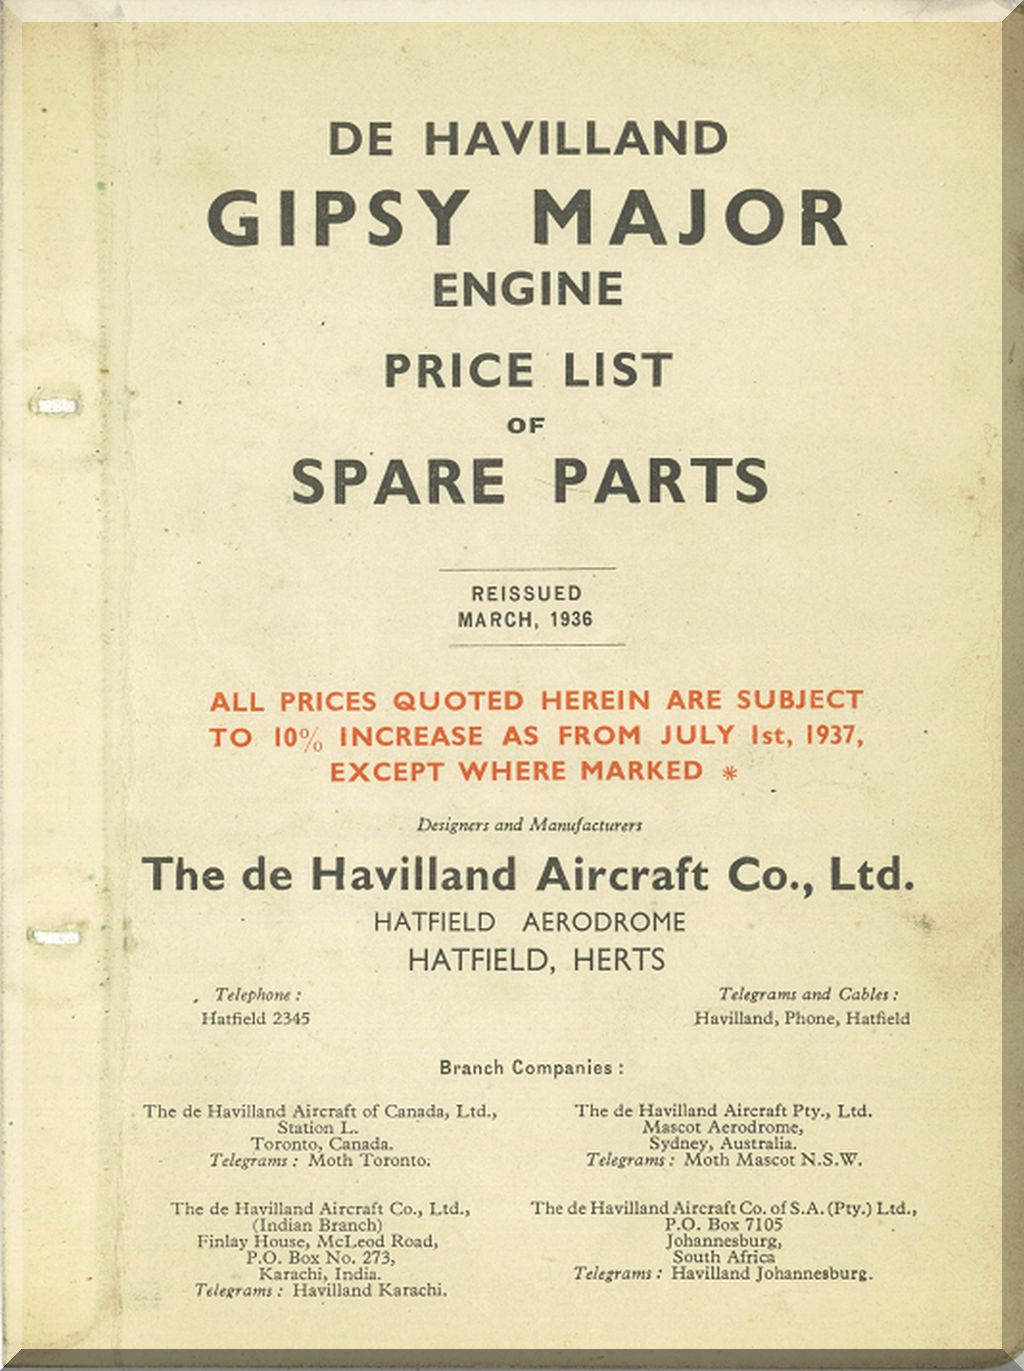 DE HAVILLAND
GIPSY MAJOR
ENGINE
PRICE LIST
OF
SPARE PARTS
REISSUED
MARCH, 1936
ALL PRICES QUOTED HEREIN ARE SUBJECT
TO 10% INCREASE AS FROM JULY 1st, 1937,
EXCEPT WHERE MARKED *
Designers and Manufacturers
The de Havilland Aircraft Co., Ltd.
HATFIELD AERODROME
HATFIELD, HERTS
Telephone :
Hatfield 2345
Telegrams and Cables :
Havilland, Phone, Hatfield
Branch Companies :
The de Havilland Aircraft of Canada, Ltd.,
Station L.
Toronto, Canada.
Telegrams : Moth Toronto.
The de Havilland Aircraft Pty., Ltd.
Mascot Aerodrome,
Sydney, Australia.
Telegrams : Moth Mascot N.S.W.
The de Havilland Aircraft Co., Ltd.,
(Indian Branch)
Finlay House, McLeod Road,
P.O. Box No. 273,
Karachi, India.
Telegrams : Havilland Karachi.
The de Havilland Aircraft Co. of S.A. (Pty.) Ltd.,
P.O. Box 7105
Johannesburg,
South Africa
Telegrams : Havilland Johannesburg.